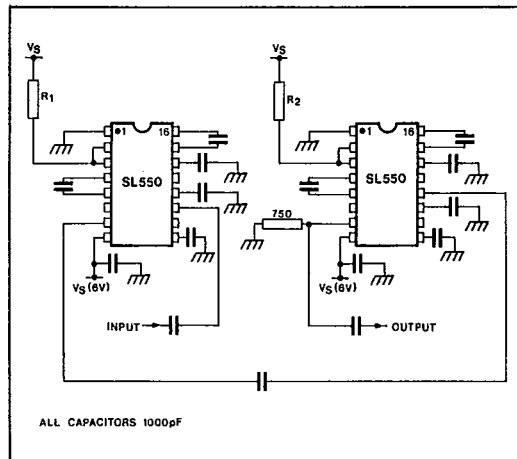 VS
VS
R1
R2
1
16
1
16
SL550
SL550
750
VS(6V)
VS(6V)
INPUT
OUTPUT
ALL CAPACITORS 1000pF